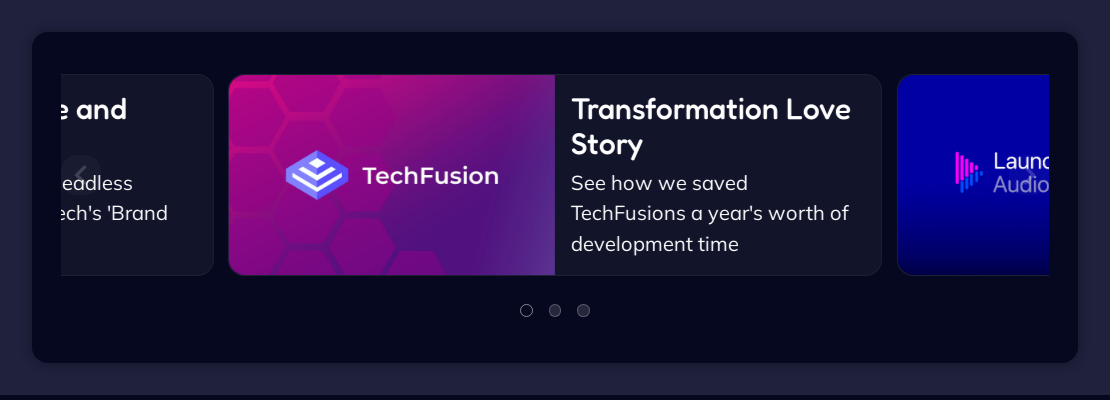 e and
eadless
ech's 'Brand
TechFusion
Transformation Love
Story
See how we saved
TechFusions a year's worth of
development time
Launc
Audio